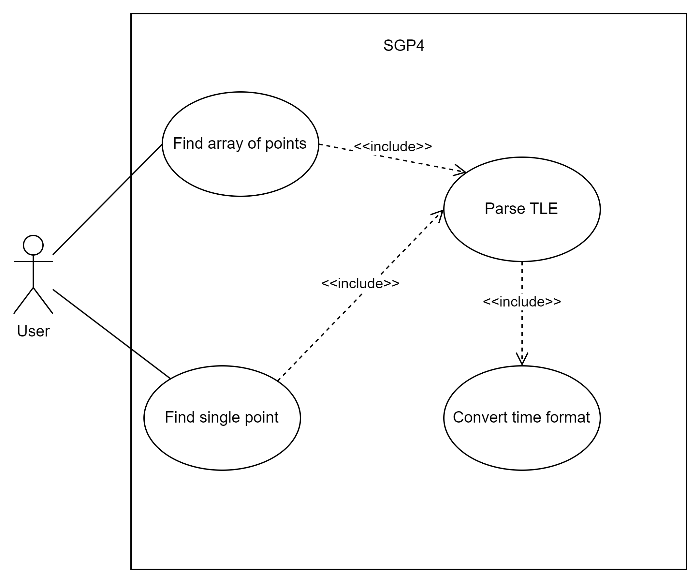 SGP4
Find array of points
<<include>>
Parse TLE
<<include>>
<<include>>
User
Find single point
Convert time format